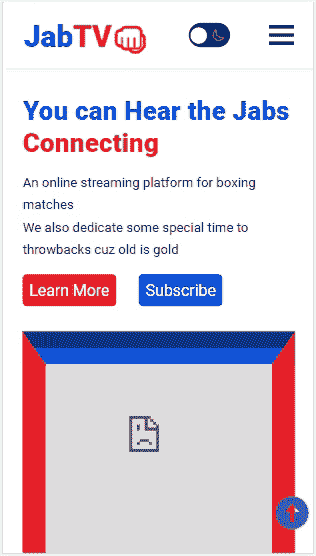 JabTV
You can Hear the Jabs
Connecting
An online streaming platform for boxing
matches
We also dedicate some special time to
throwbacks cuz old is gold
Learn More
Subscribe